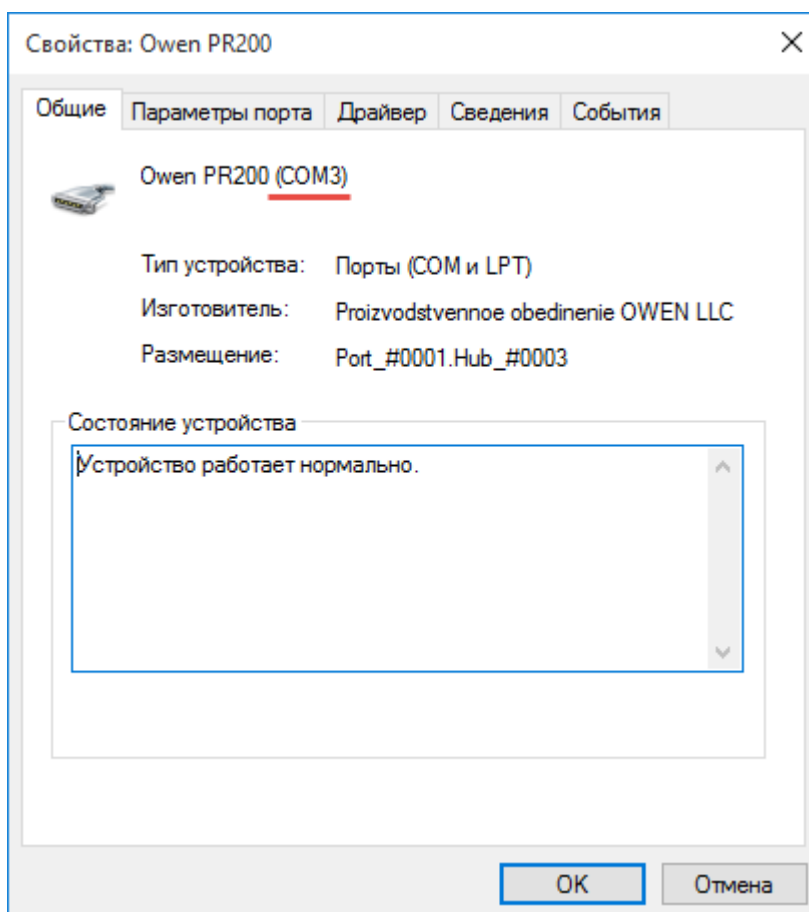 Свойства: Owen PR200
Общие Параметры порта Драйвер Сведения События
Owen PR200 (COM3)
Тип устройства: Порты (COM и LPT)
Изготовитель: Proizvodstvennoe obedinenie OWEN LLC
Размещение: Port_#0001.Hub_#0003
Состояние устройства
Устройство работает нормально.
OK Отмена